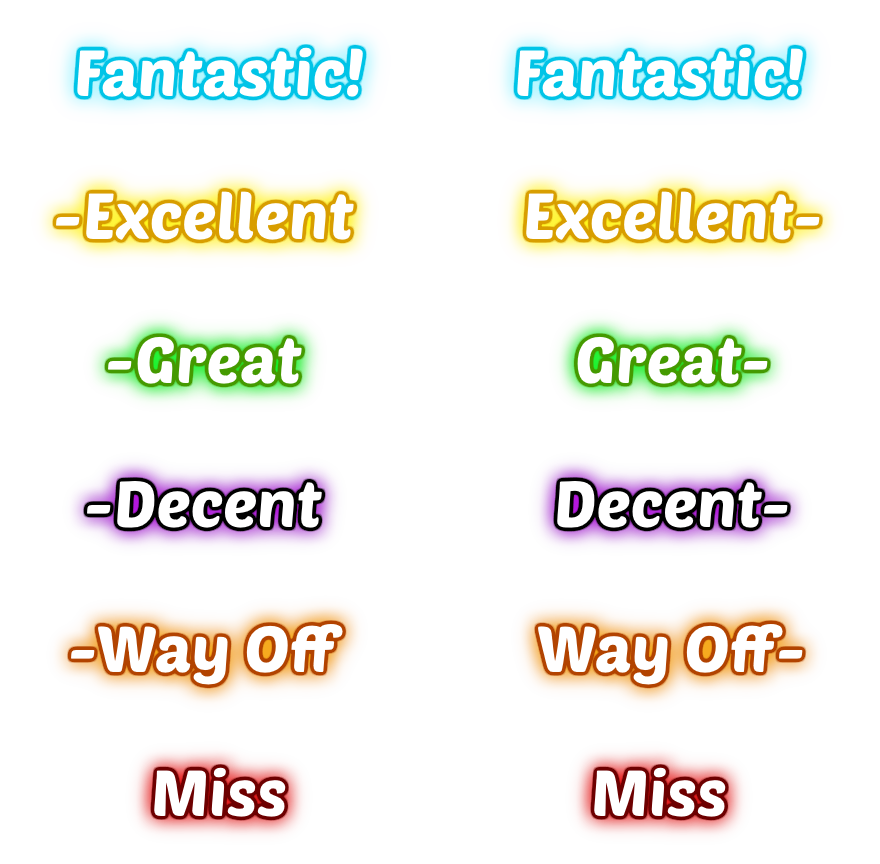 Fantastic! Fantastic!
-Excellent Excellent-
-Great Great-
-Decent Decent-
-Way Off Way Off-
Miss Miss